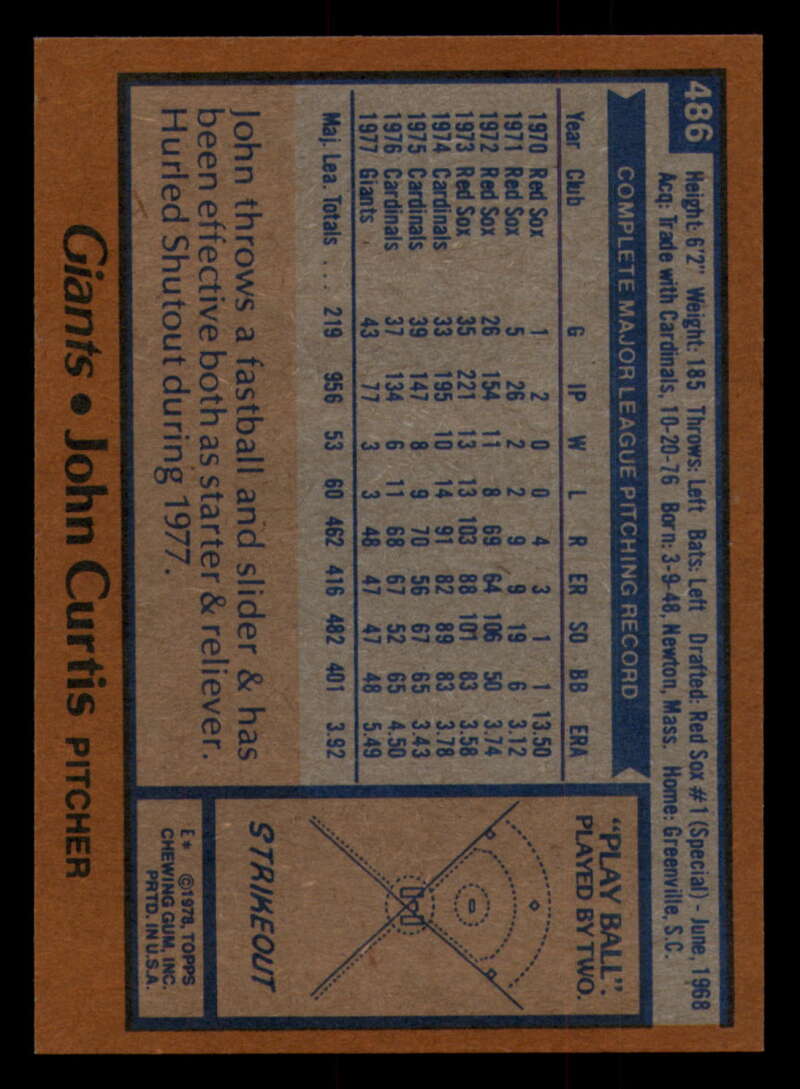 486
Height: 6'2" Weight: 185 Throws: Left Bats: Left Drafted: Red Sox #1 (Special) - June, 1968
Acq: Trade with Cardinals, 10-20-76 Born: 3-9-48, Newton, Mass. Home: Greenville, S.C.
COMPLETE MAJOR LEAGUE PITCHING RECORD
Year Club G IP W L R ER SO BB ERA
1970 Red Sox 1 2 0 0 4 3 1 1 13.50
1971 Red Sox 5 26 2 2 9 9 19 6 3.12
1972 Red Sox 26 154 11 8 69 64 106 50 3.74
1973 Red Sox 35 221 13 13 103 88 101 83 3.58
1974 Cardinals 33 195 10 14 91 82 89 83 3.78
1975 Cardinals 39 147 8 9 70 56 67 65 3.43
1976 Cardinals 37 134 6 11 68 67 52 65 4.50
1977 Giants 43 77 3 3 48 47 47 48 5.49
Maj. Lea. Totals .... 219 956 53 60 462 416 482 401 3.92
John throws a fastball and slider & has
been effective both as starter & reliever.
Hurled Shutout during 1977.
"PLAY BALL":
PLAYED BY TWO.
STRIKEOUT
E* ©1978, TOPPS
CHEWING GUM, INC.
PRTD. IN U.S.A.
Giants • John Curtis PITCHER